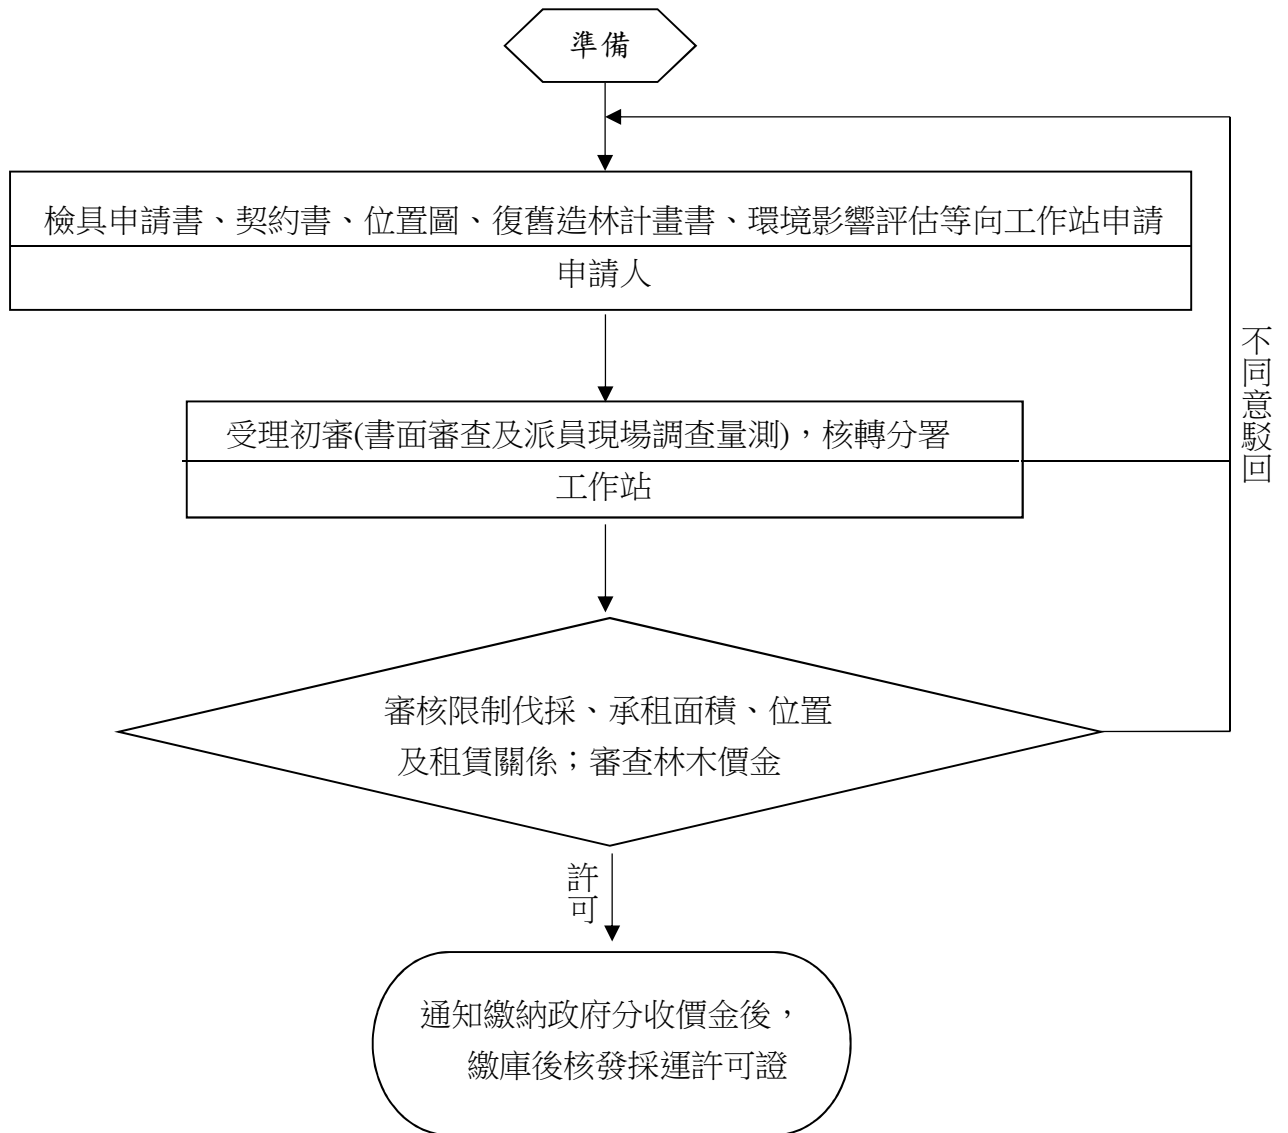 準備
檢具申請書、契約書、位置圖、復舊造林計畫書、環境影響評估等向工作站申請
申請人
不同意駁回
受理初審(書面審查及派員現場調查量測)，核轉分署
工作站
審核限制伐採、承租面積、位置
及租賃關係；審查林木價金
許可
通知繳納政府分收價金後，
繳庫後核發採運許可證